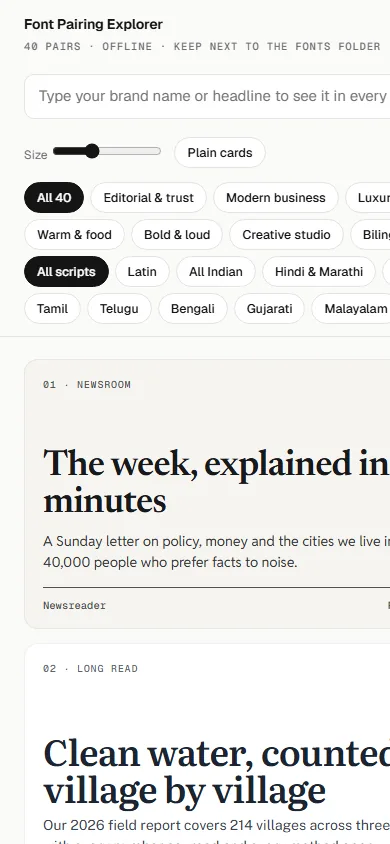 Font Pairing Explorer
40 PAIRS · OFFLINE · KEEP NEXT TO THE FONTS FOLDER
Type your brand name or headline to see it in every
Size Plain cards
All 40 Editorial & trust Modern business
Warm & food Bold & loud Creative studio
All scripts Latin All Indian Hindi & Marathi
Tamil Telugu Bengali Gujarati Malayalam
01 · NEWSROOM
The week, explained in
minutes
A Sunday letter on policy, money and the cities we live
40,000 people who prefer facts to noise.
Newsreader
02 · LONG READ
Clean water, counted
village by village
Our 2026 field report covers 214 villages across three